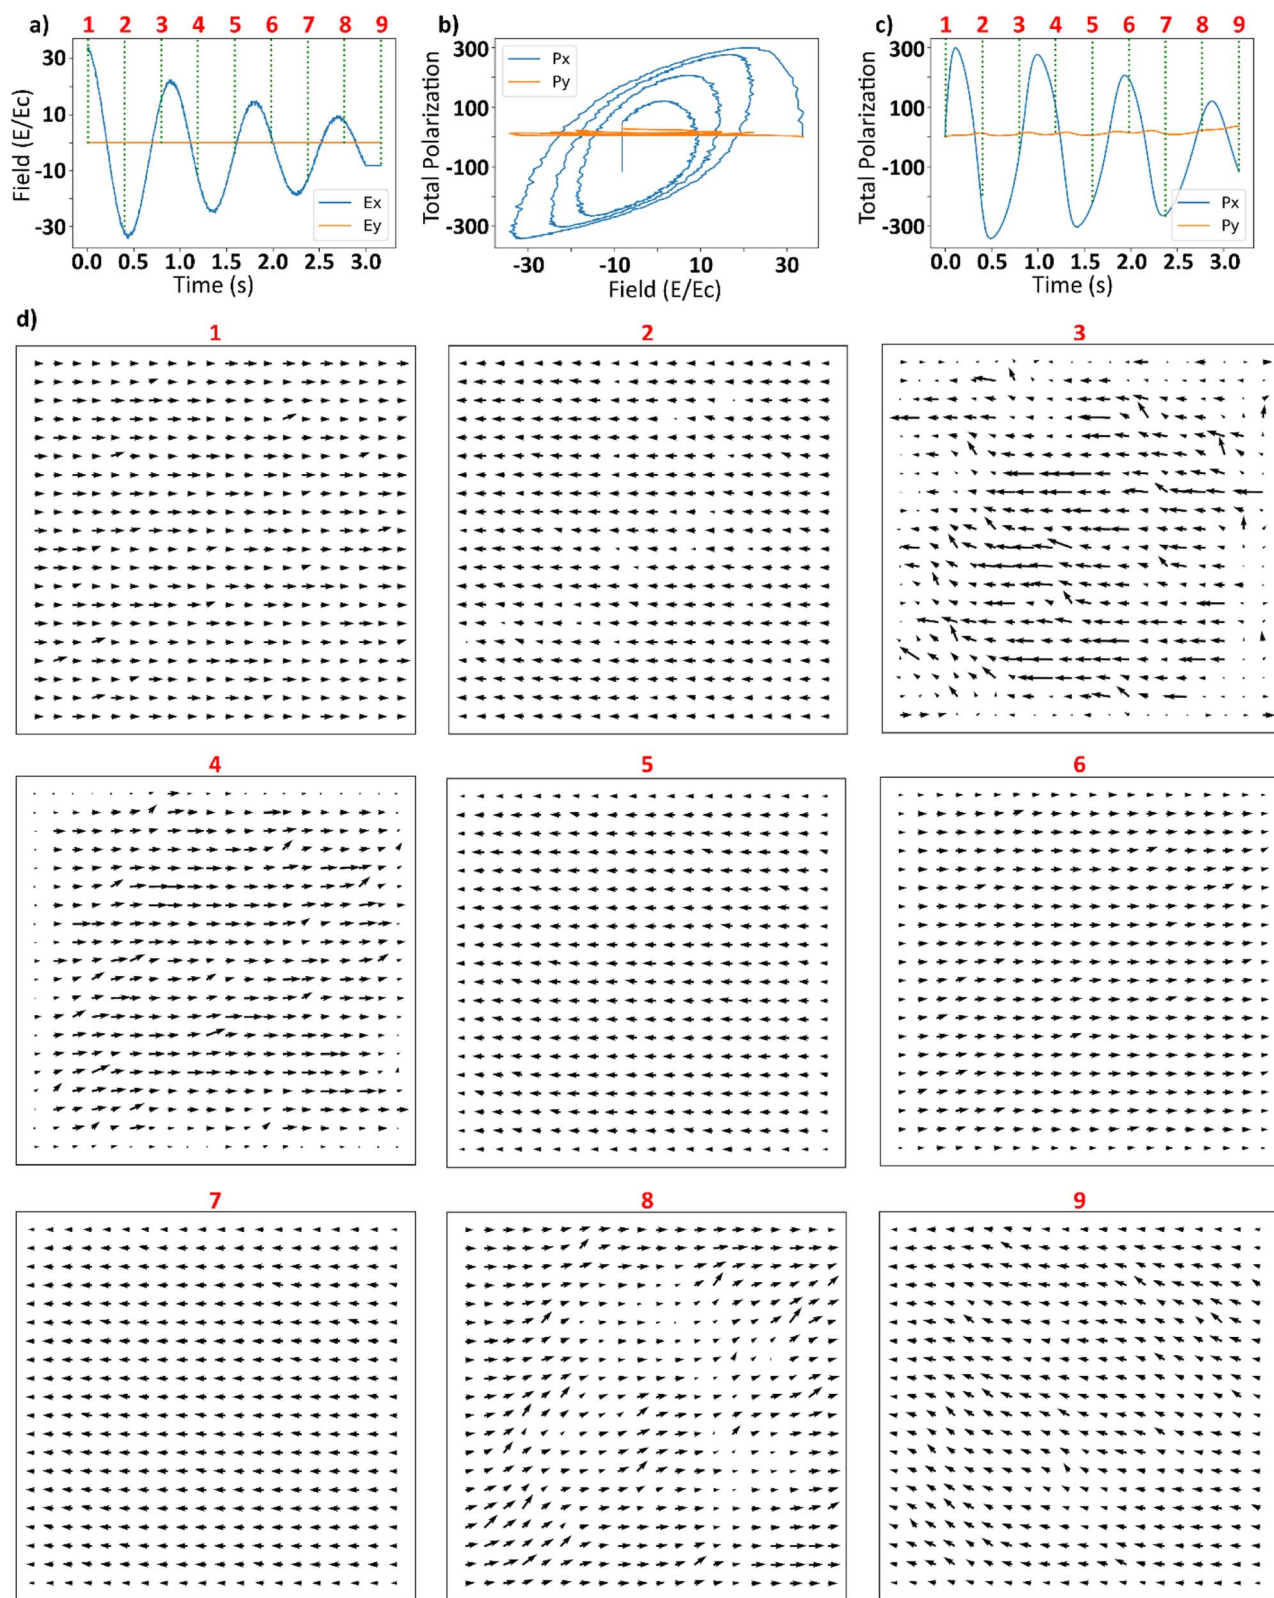 a) 1 2 3 4 5 6 7 8 9
Field (E/Ec)
30
10
-10
-30
Ex
Ey
0.0 0.5 1.0 1.5 2.0 2.5 3.0
Time (s)
b)
Total Polarization
300
100
-100
-300
Px
Py
-30 -10 10 30
Field (E/Ec)
c) 1 2 3 4 5 6 7 8 9
Total Polarization
300
100
-100
-300
Px
Py
0.0 0.5 1.0 1.5 2.0 2.5 3.0
Time (s)
d)
1 2 3
4 5 6
7 8 9